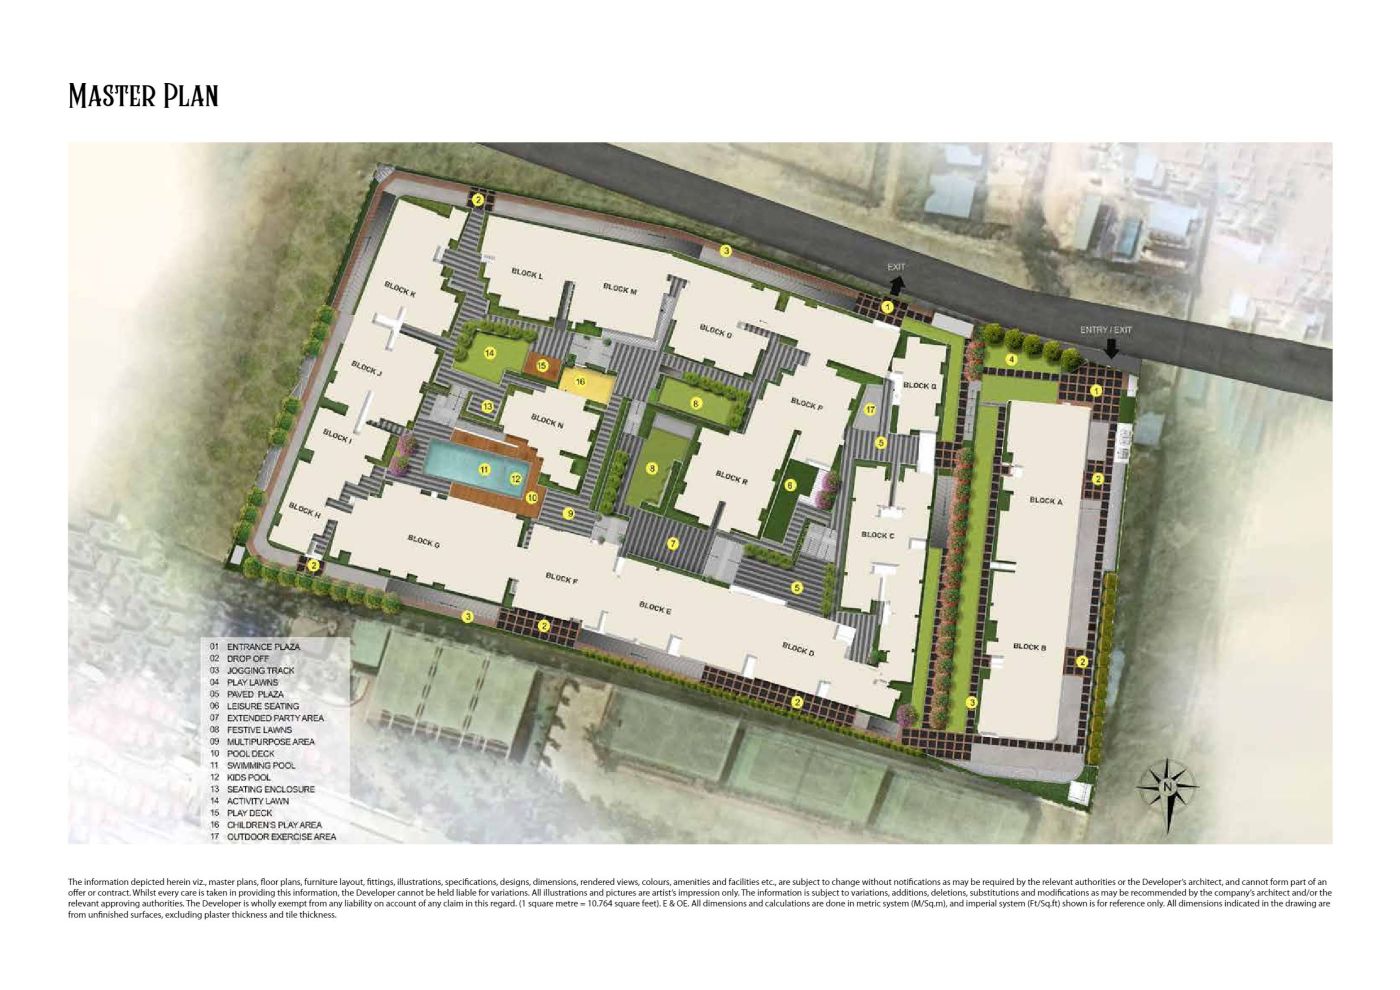 MASTER PLAN
EXIT
ENTRY / EXIT
2
3
1
4
1
BLOCK K
BLOCK L
BLOCK M
BLOCK O
BLOCK P
BLOCK Q
BLOCK J
14
15
16
13
BLOCK N
8
17
5
BLOCK I
11
12
10
8
BLOCK R
6
2
BLOCK A
BLOCK H
BLOCK G
9
7
BLOCK C
2
BLOCK F
5
BLOCK E
3
2
BLOCK D
BLOCK B
2
2
3
N
01 ENTRANCE PLAZA
02 DROP OFF
03 JOGGING TRACK
04 PLAY LAWNS
05 PAVED PLAZA
06 LEISURE SEATING
07 EXTENDED PARTY AREA
08 FESTIVE LAWNS
09 MULTIPURPOSE AREA
10 POOL DECK
11 SWIMMING POOL
12 KIDS POOL
13 SEATING ENCLOSURE
14 ACTIVITY LAWN
15 PLAY DECK
16 CHILDREN'S PLAY AREA
17 OUTDOOR EXERCISE AREA
The information depicted herein viz., master plans, floor plans, furniture layout, fittings, illustrations, specifications, designs, dimensions, rendered views, colours, amenities and facilities etc., are subject to change without notifications as may be required by the relevant authorities or the Developer's architect, and cannot form part of an
offer or contract. Whilst every care is taken in providing this information, the Developer cannot be held liable for variations. All illustrations and pictures are artist's impression only. The information is subject to variations, additions, deletions, substitutions and modifications as may be recommended by the company's architect and/or the
relevant approving authorities. The Developer is wholly exempt from any liability on account of any claim in this regard. (1 square metre = 10.764 square feet). E & OE. All dimensions and calculations are done in metric system (M/Sq.m), and imperial system (Ft/Sq.ft) shown is for reference only. All dimensions indicated in the drawing are
from unfinished surfaces, excluding plaster thickness and tile thickness.